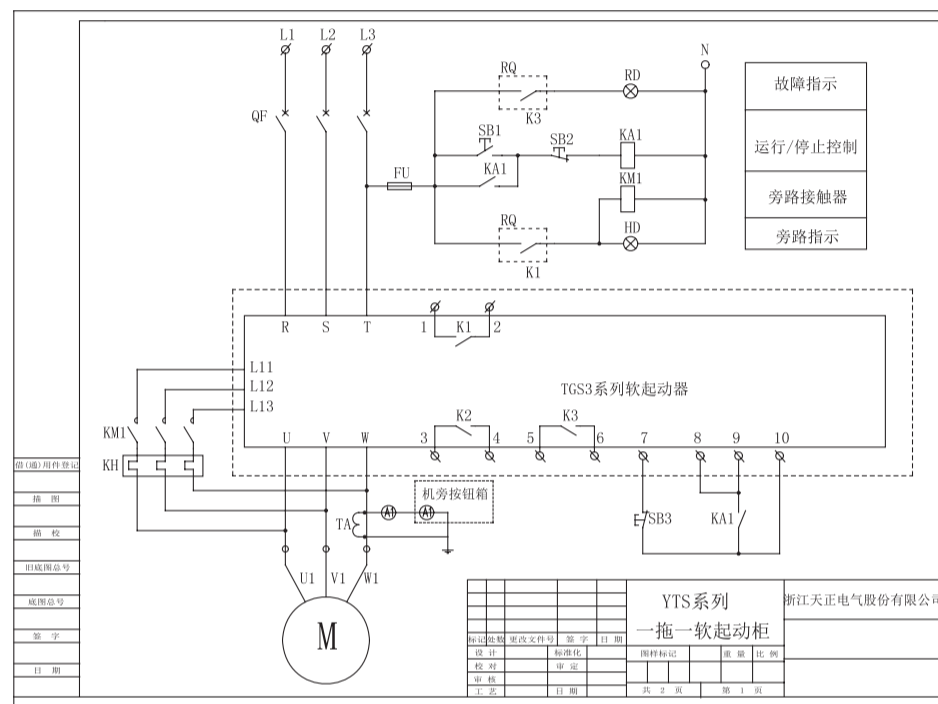 L1 L2 L3
N
RQ RD
K3
QF
SB1 SB2 KA1
KA1
FU
KM1
RQ HD
K1
故障指示
运行/停止控制
旁路接触器
旁路指示
R S T 1 K1 2
L11
L12
L13
TGS3系列软起动器
U V W 3 K2 4 5 K3 6 7 8 9 10
KM1
KH
机旁按钮箱
TA A1 A1
SB3 KA1
U1 V1 W1
M
借(通)用件登记
描 图
描 校
旧底图总号
底图总号
签 字
日 期
标记 处数 更改文件号 签 字 日 期
设 计 标准化
校 对 审 定
审 核
工 艺 日 期
YTS系列
一拖一软起动柜
图样标记 重 量 比 例
共 2 页 第 1 页
浙江天正电气股份有限公司